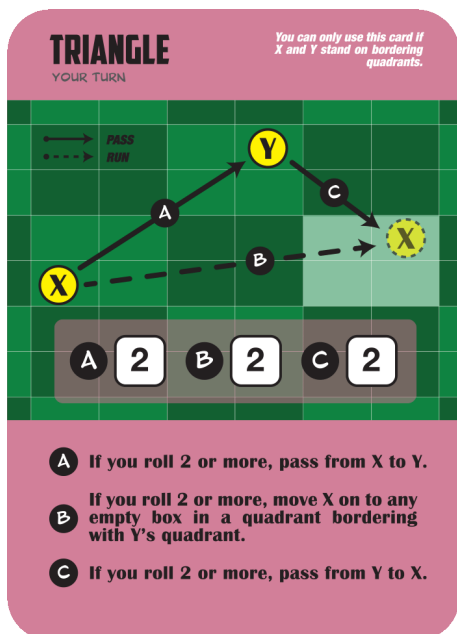 TRIANGLE
YOUR TURN
You can only use this card if
X and Y stand on bordering
quadrants.
PASS
RUN
Y
C
A
X
B
X
A 2 B 2 C 2
A If you roll 2 or more, pass from X to Y.
If you roll 2 or more, move X on to any
B empty box in a quadrant bordering
with Y's quadrant.
C If you roll 2 or more, pass from Y to X.